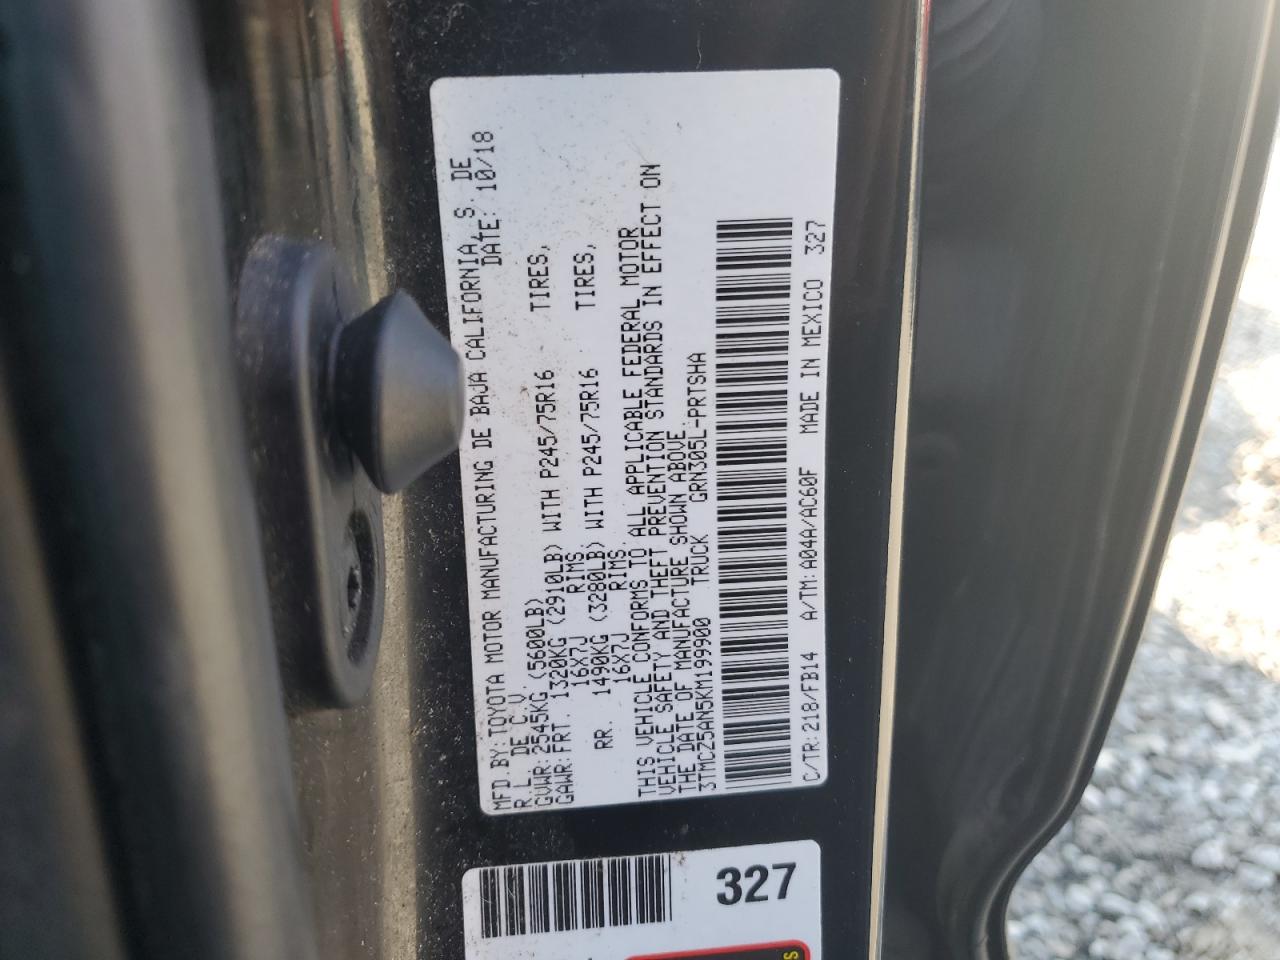 MFD.BY:TOYOTA MOTOR MANUFACTURING DE BAJA CALIFORNIA, S. DE
R.L. DE C.V. DATE: 10/18
GVWR:2545KG (5600LB)
GAWR:FRT. 1320KG (2910LB) WITH P245/75R16 TIRES,
16X7J RIMS,
RR. 1490KG (3280LB) WITH P245/75R16 TIRES,
16X7J RIMS.
THIS VEHICLE CONFORMS TO ALL APPLICABLE FEDERAL MOTOR
VEHICLE SAFETY AND THEFT PREVENTION STANDARDS IN EFFECT ON
THE DATE OF MANUFACTURE SHOWN ABOVE.
3TMCZ5AN5KM199900 TRUCK GRN305L-PRTSHA
C/TR:218/FB14 A/TM:A04A/AC60F MADE IN MEXICO 327
327